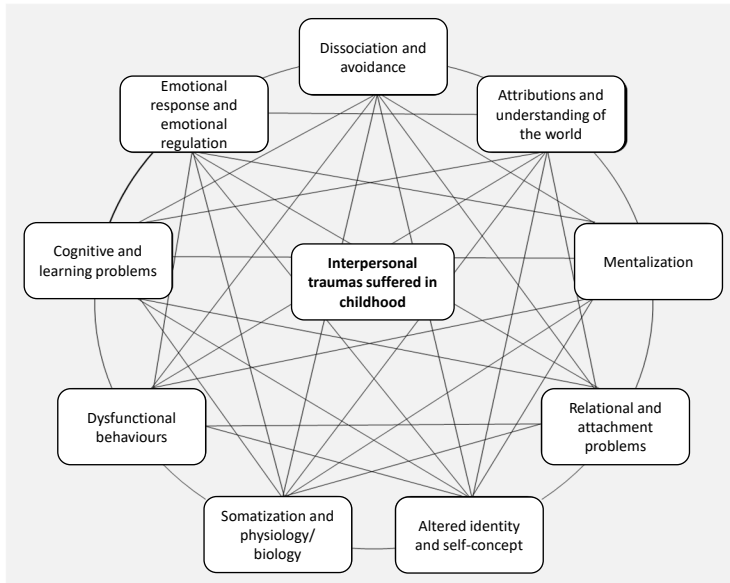 Dissociation and
avoidance
Emotional
response and
emotional
regulation
Attributions and
understanding of
the world
Cognitive and
learning problems
Interpersonal
traumas suffered in
childhood
Mentalization
Dysfunctional
behaviours
Relational and
attachment
problems
Somatization and
physiology/
biology
Altered identity
and self-concept